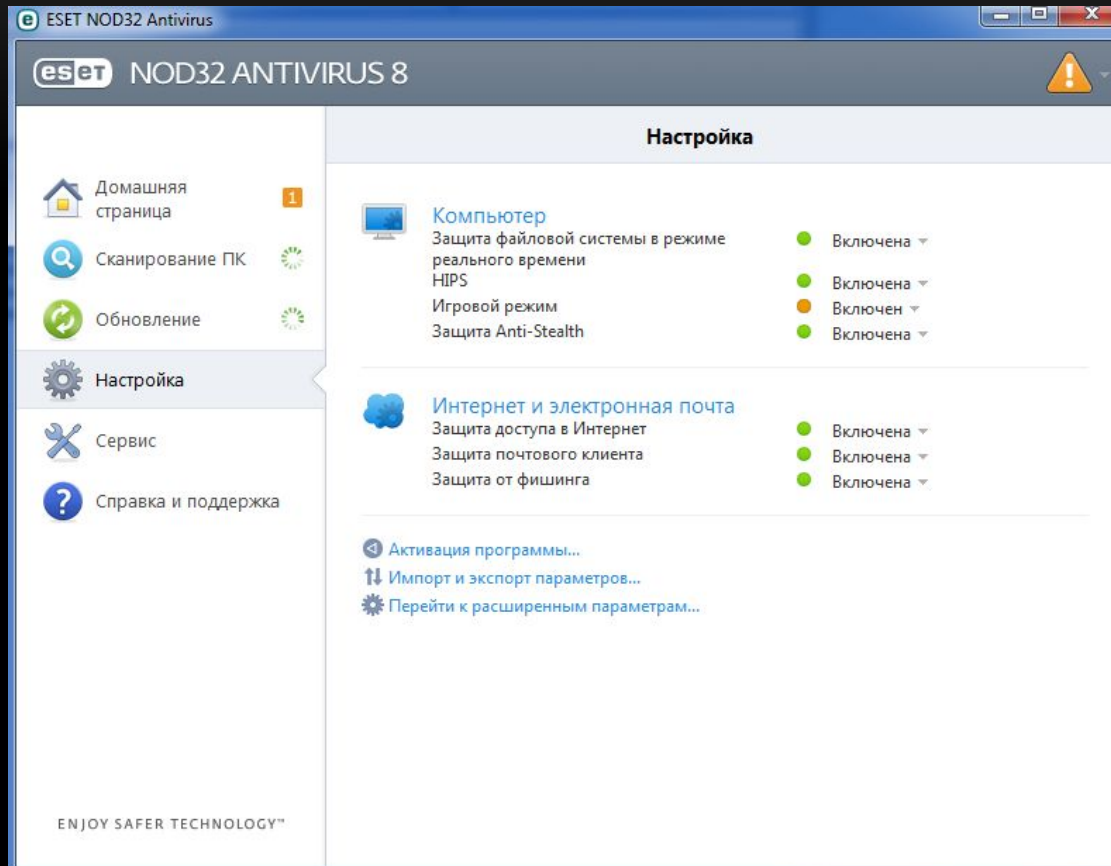 ESET NOD32 Antivirus
eset NOD32 ANTIVIRUS 8
Настройка
Домашняя
страница
1
Сканирование ПК
Обновление
Настройка
Сервис
Справка и поддержка
Компьютер
Защита файловой системы в режиме
реального времени
Включена
HIPS
Включена
Игровой режим
Включен
Защита Anti-Stealth
Включена
Интернет и электронная почта
Защита доступа в Интернет
Включена
Защита почтового клиента
Включена
Защита от фишинга
Включена
Активация программы...
Импорт и экспорт параметров...
Перейти к расширенным параметрам...
ENJOY SAFER TECHNOLOGY™